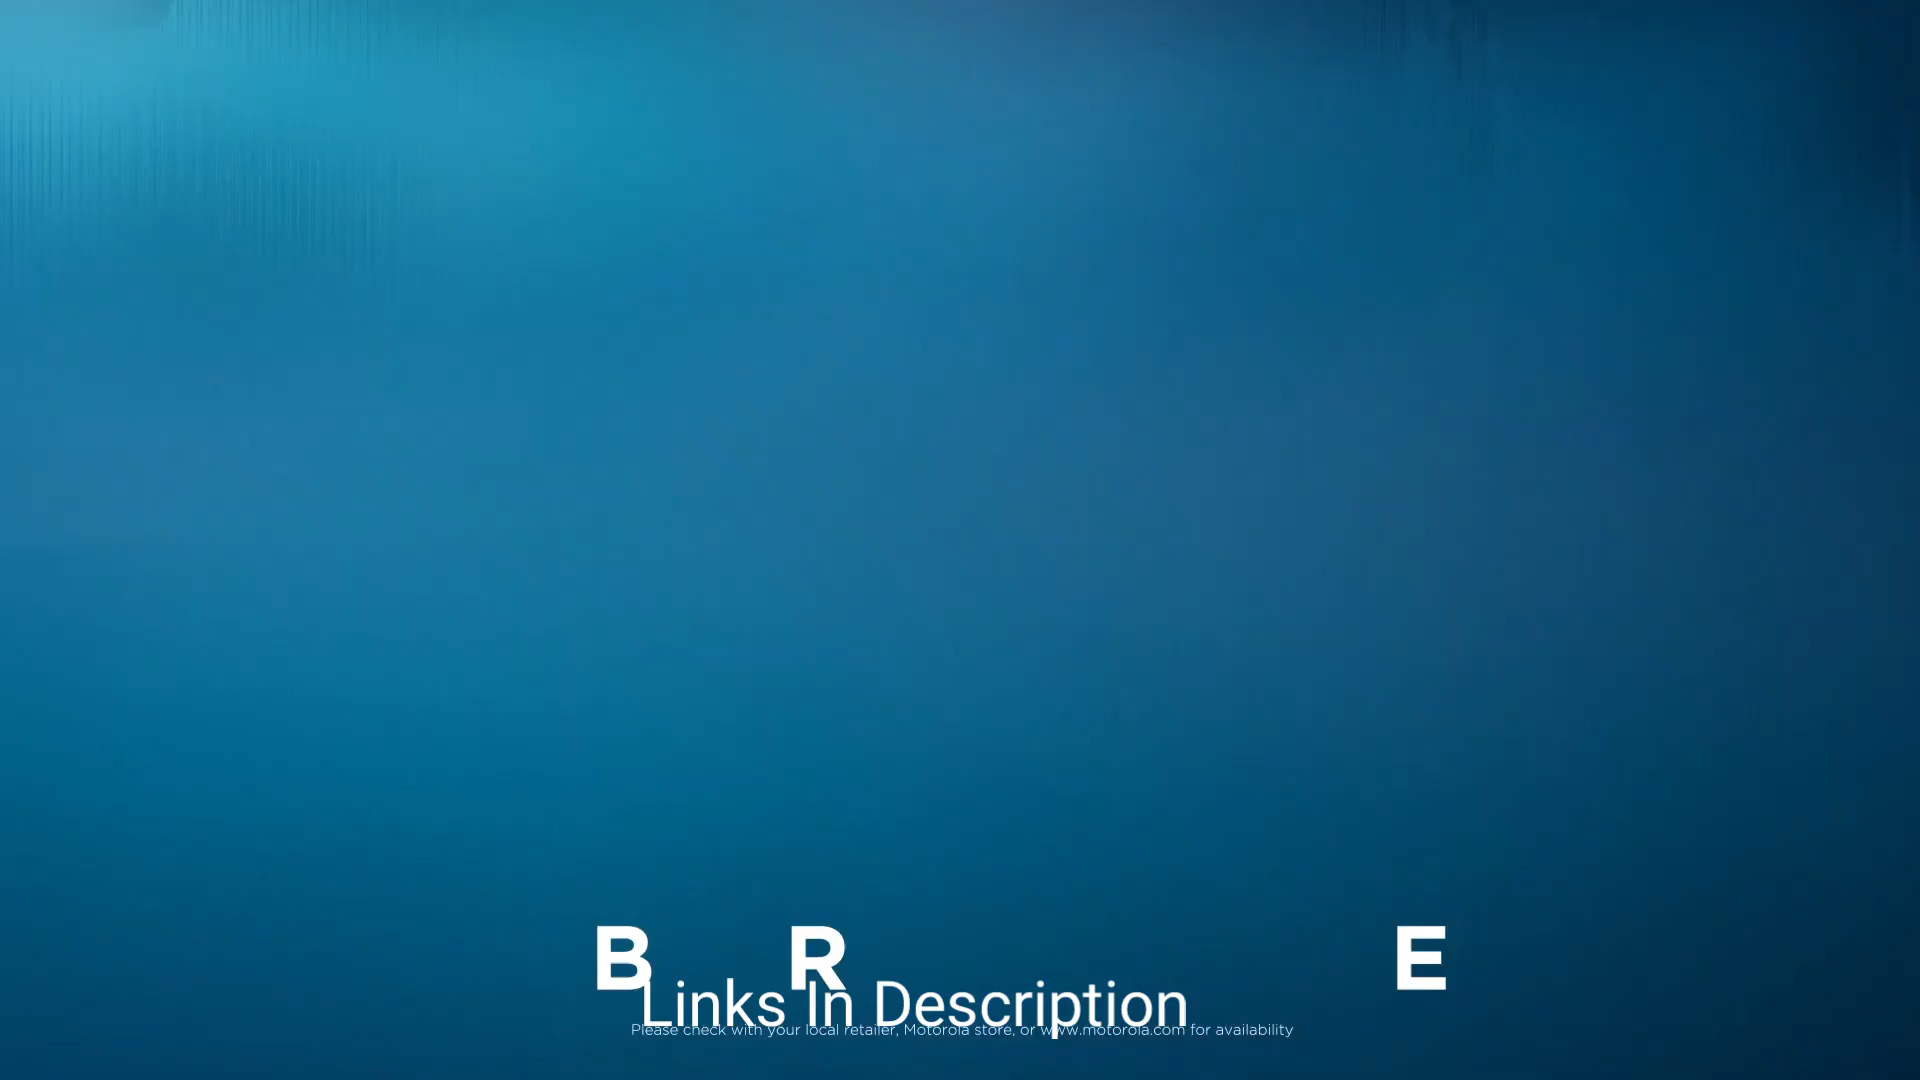 B R E
Links In Description
Please check with your local retailer, Motorola store, or www.motorola.com for availability